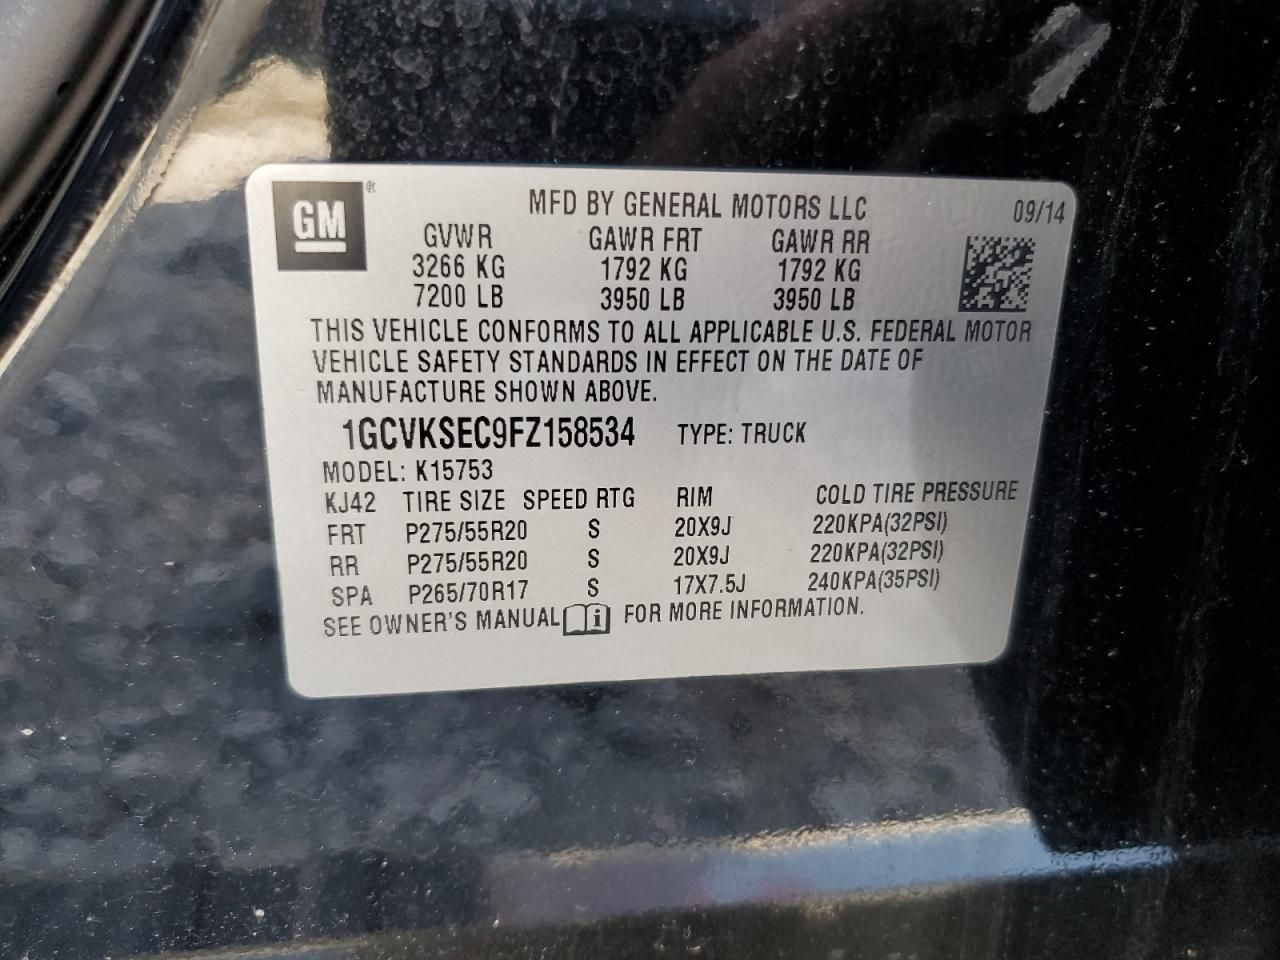 GM ®
MFD BY GENERAL MOTORS LLC 09/14
GVWR GAWR FRT GAWR RR
3266 KG 1792 KG 1792 KG
7200 LB 3950 LB 3950 LB
THIS VEHICLE CONFORMS TO ALL APPLICABLE U.S. FEDERAL MOTOR
VEHICLE SAFETY STANDARDS IN EFFECT ON THE DATE OF
MANUFACTURE SHOWN ABOVE.
1GCVKSEC9FZ158534 TYPE: TRUCK
MODEL: K15753
KJ42 TIRE SIZE SPEED RTG RIM COLD TIRE PRESSURE
FRT P275/55R20 S 20X9J 220KPA(32PSI)
RR P275/55R20 S 20X9J 220KPA(32PSI)
SPA P265/70R17 S 17X7.5J 240KPA(35PSI)
SEE OWNER'S MANUAL i FOR MORE INFORMATION.